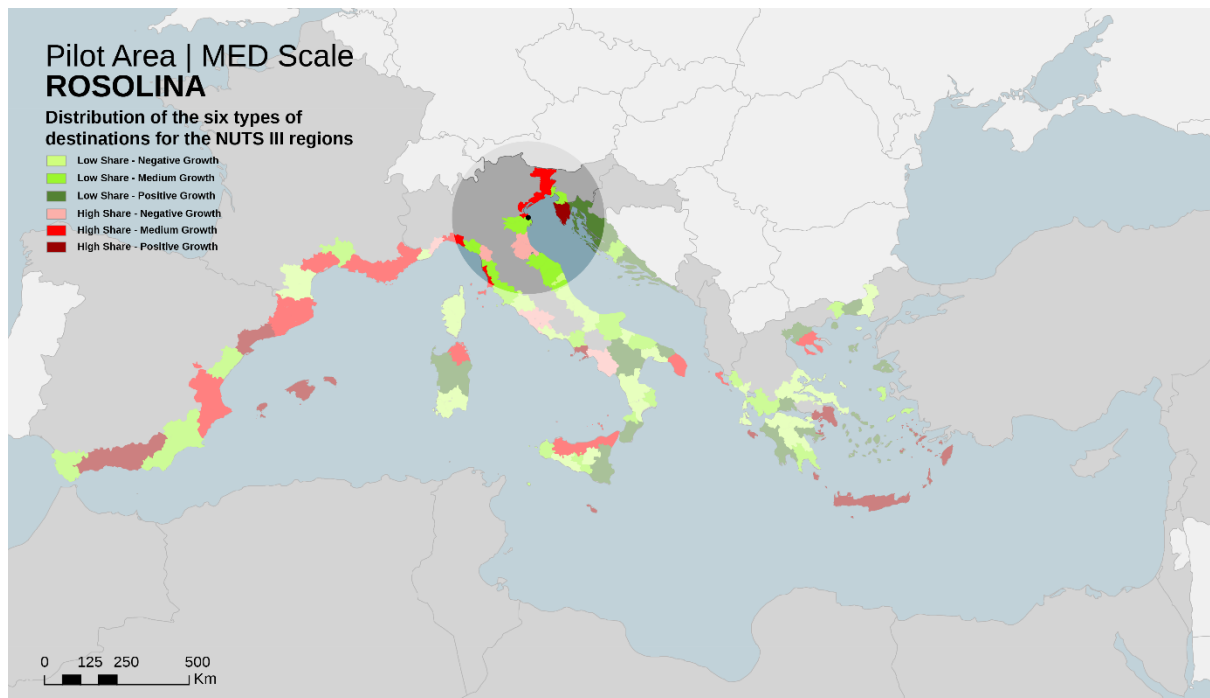 Pilot Area | MED Scale
ROSOLINA
Distribution of the six types of
destinations for the NUTS III regions
Low Share - Negative Growth
Low Share - Medium Growth
Low Share - Positive Growth
High Share - Negative Growth
High Share - Medium Growth
High Share - Positive Growth
0 125 250 500
Km